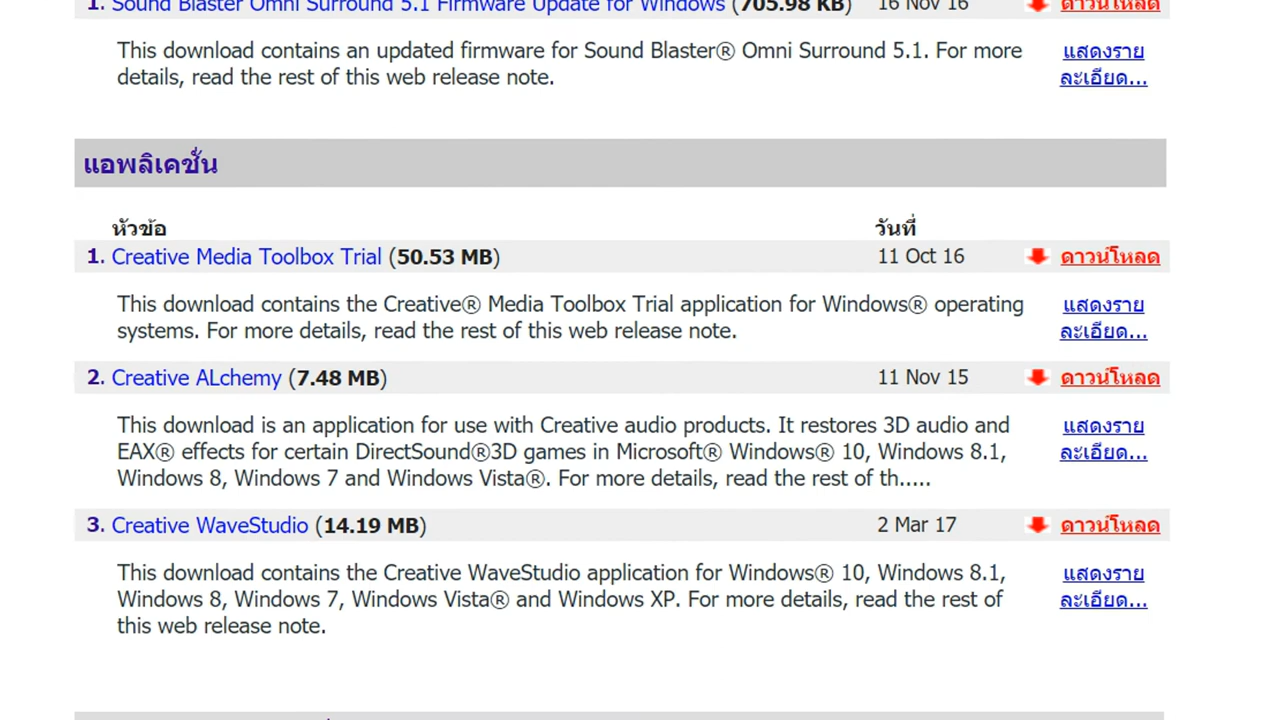 1. Sound Blaster Omni Surround 5.1 Firmware Update for Windows (705.98 KB) 16 Nov 16 ดาวน์โหลด
This download contains an updated firmware for Sound Blaster® Omni Surround 5.1. For more แสดงราย
details, read the rest of this web release note. ละเอียด...
แอพลิเคชั่น
หัวข้อ วันที่
1. Creative Media Toolbox Trial (50.53 MB) 11 Oct 16 ดาวน์โหลด
This download contains the Creative® Media Toolbox Trial application for Windows® operating แสดงราย
systems. For more details, read the rest of this web release note. ละเอียด...
2. Creative ALchemy (7.48 MB) 11 Nov 15 ดาวน์โหลด
This download is an application for use with Creative audio products. It restores 3D audio and แสดงราย
EAX® effects for certain DirectSound®3D games in Microsoft® Windows® 10, Windows 8.1, ละเอียด...
Windows 8, Windows 7 and Windows Vista®. For more details, read the rest of th.....
3. Creative WaveStudio (14.19 MB) 2 Mar 17 ดาวน์โหลด
This download contains the Creative WaveStudio application for Windows® 10, Windows 8.1, แสดงราย
Windows 8, Windows 7, Windows Vista® and Windows XP. For more details, read the rest of ละเอียด...
this web release note.